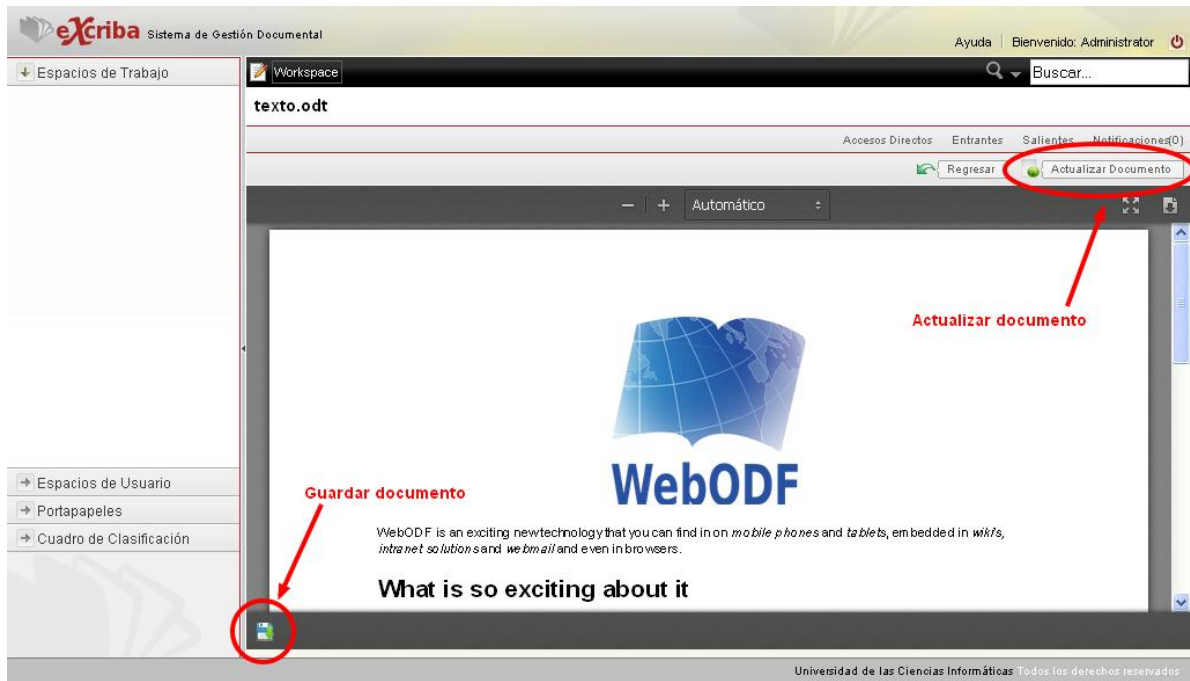 eXcriba Sistema de Gestión Documental
Ayuda Bienvenido: Administrator
Espacios de Trabajo
Workspace
Buscar...
texto.odt
Accesos Directos Entrantes Salientes Notificaciones(0)
Regresar Actualizar Documento
Automático
Actualizar documento
WebODF
Espacios de Usuario
Guardar documento
Portapapeles
Cuadro de Clasificación
WebODF is an exciting new technology that you can find in on mobile phones and tablets, embedded in wiki's,
intranet solutions and webmail and even in browsers.
What is so exciting about it
Universidad de las Ciencias Informáticas Todos los derechos reservados